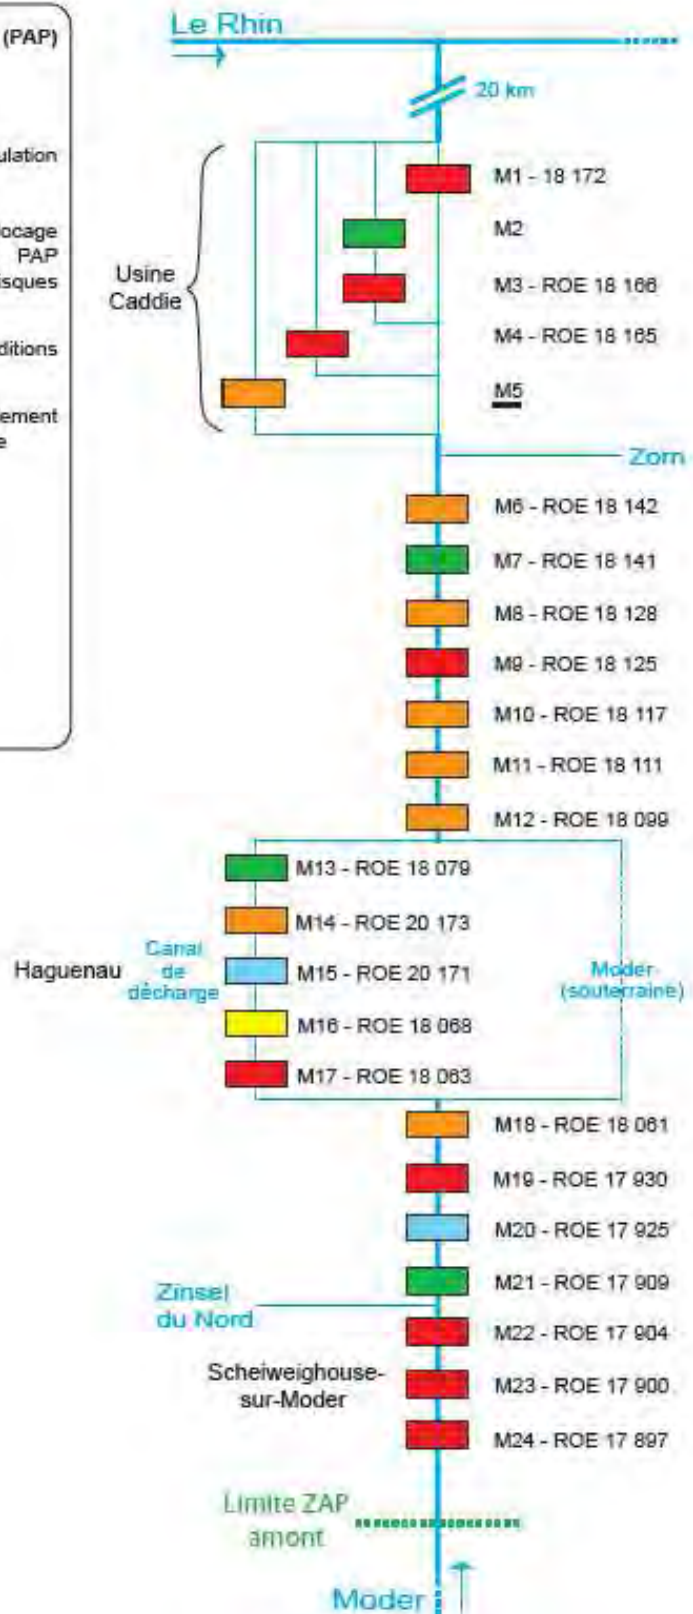 (PAP)
ulation
ocage
PAP
isques
ditions
ement
e
Le Rhin
20 km
M1 - 18 172
M2
M3 - ROE 18 166
M4 - ROE 18 165
M5
Usine
Caddie
Zorn
M6 - ROE 18 142
M7 - ROE 18 141
M8 - ROE 18 128
M9 - ROE 18 125
M10 - ROE 18 117
M11 - ROE 18 111
M12 - ROE 18 099
M13 - ROE 18 079
M14 - ROE 20 173
M15 - ROE 20 171
M16 - ROE 18 068
M17 - ROE 18 063
Haguenau
Canal
de
décharge
Moder
(souterraine)
M18 - ROE 18 061
M19 - ROE 17 930
M20 - ROE 17 925
M21 - ROE 17 909
Zinsel
du Nord
M22 - ROE 17 904
Scheiweighouse-
sur-Moder
M23 - ROE 17 900
M24 - ROE 17 897
Limite ZAP
amont
Moder